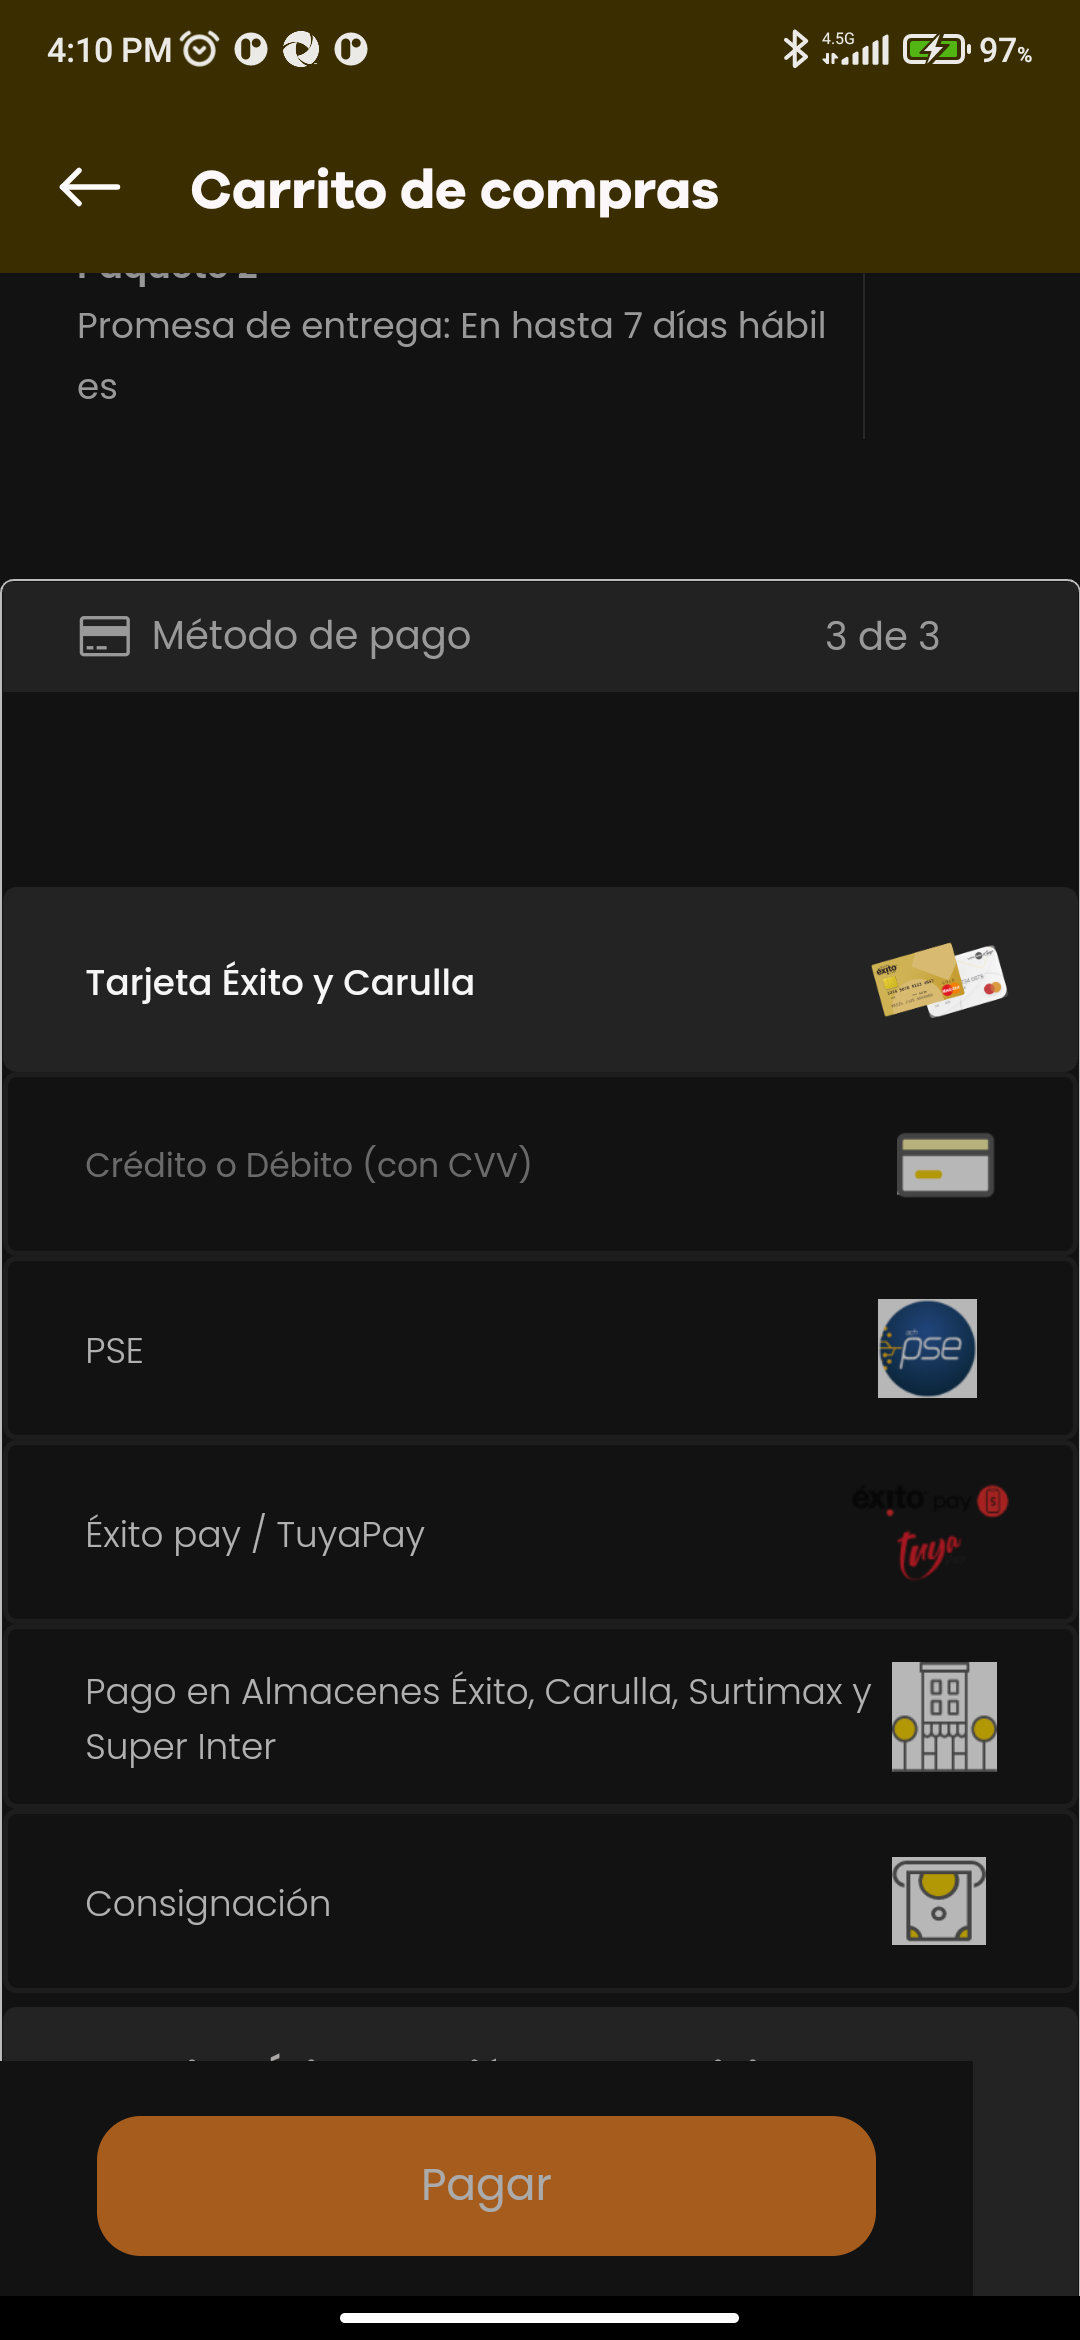 4:10 PM
4.5G
97%
Carrito de compras
Promesa de entrega: En hasta 7 días hábil
es
Método de pago
3 de 3
Tarjeta Éxito y Carulla
éxito
Crédito o Débito (con CVV)
PSE
ach
pse
Éxito pay / TuyaPay
éxito pay
tuya
Pago en Almacenes Éxito, Carulla, Surtimax y
Super Inter
Consignación
Pagar